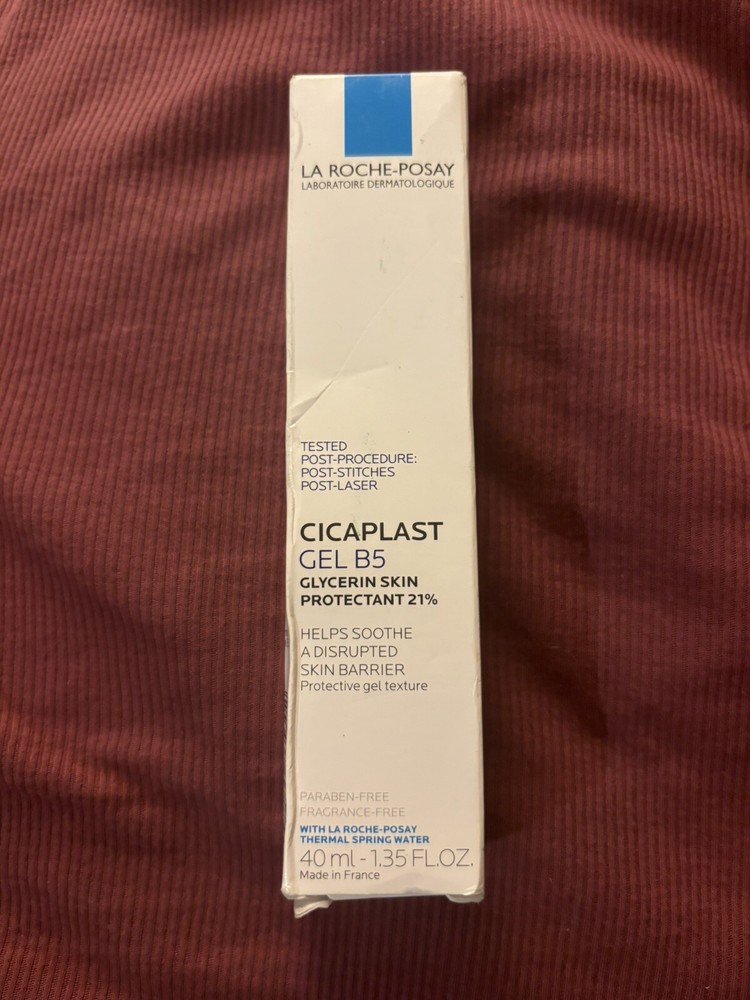 LA ROCHE-POSAY
LABORATOIRE DERMATOLOGIQUE
TESTED
POST-PROCEDURE:
POST-STITCHES
POST-LASER
CICAPLAST
GEL B5
GLYCERIN SKIN
PROTECTANT 21%
HELPS SOOTHE
A DISRUPTED
SKIN BARRIER
Protective gel texture
PARABEN-FREE
FRAGRANCE-FREE
WITH LA ROCHE-POSAY
THERMAL SPRING WATER
40 ml - 1.35 FL.OZ.
Made in France